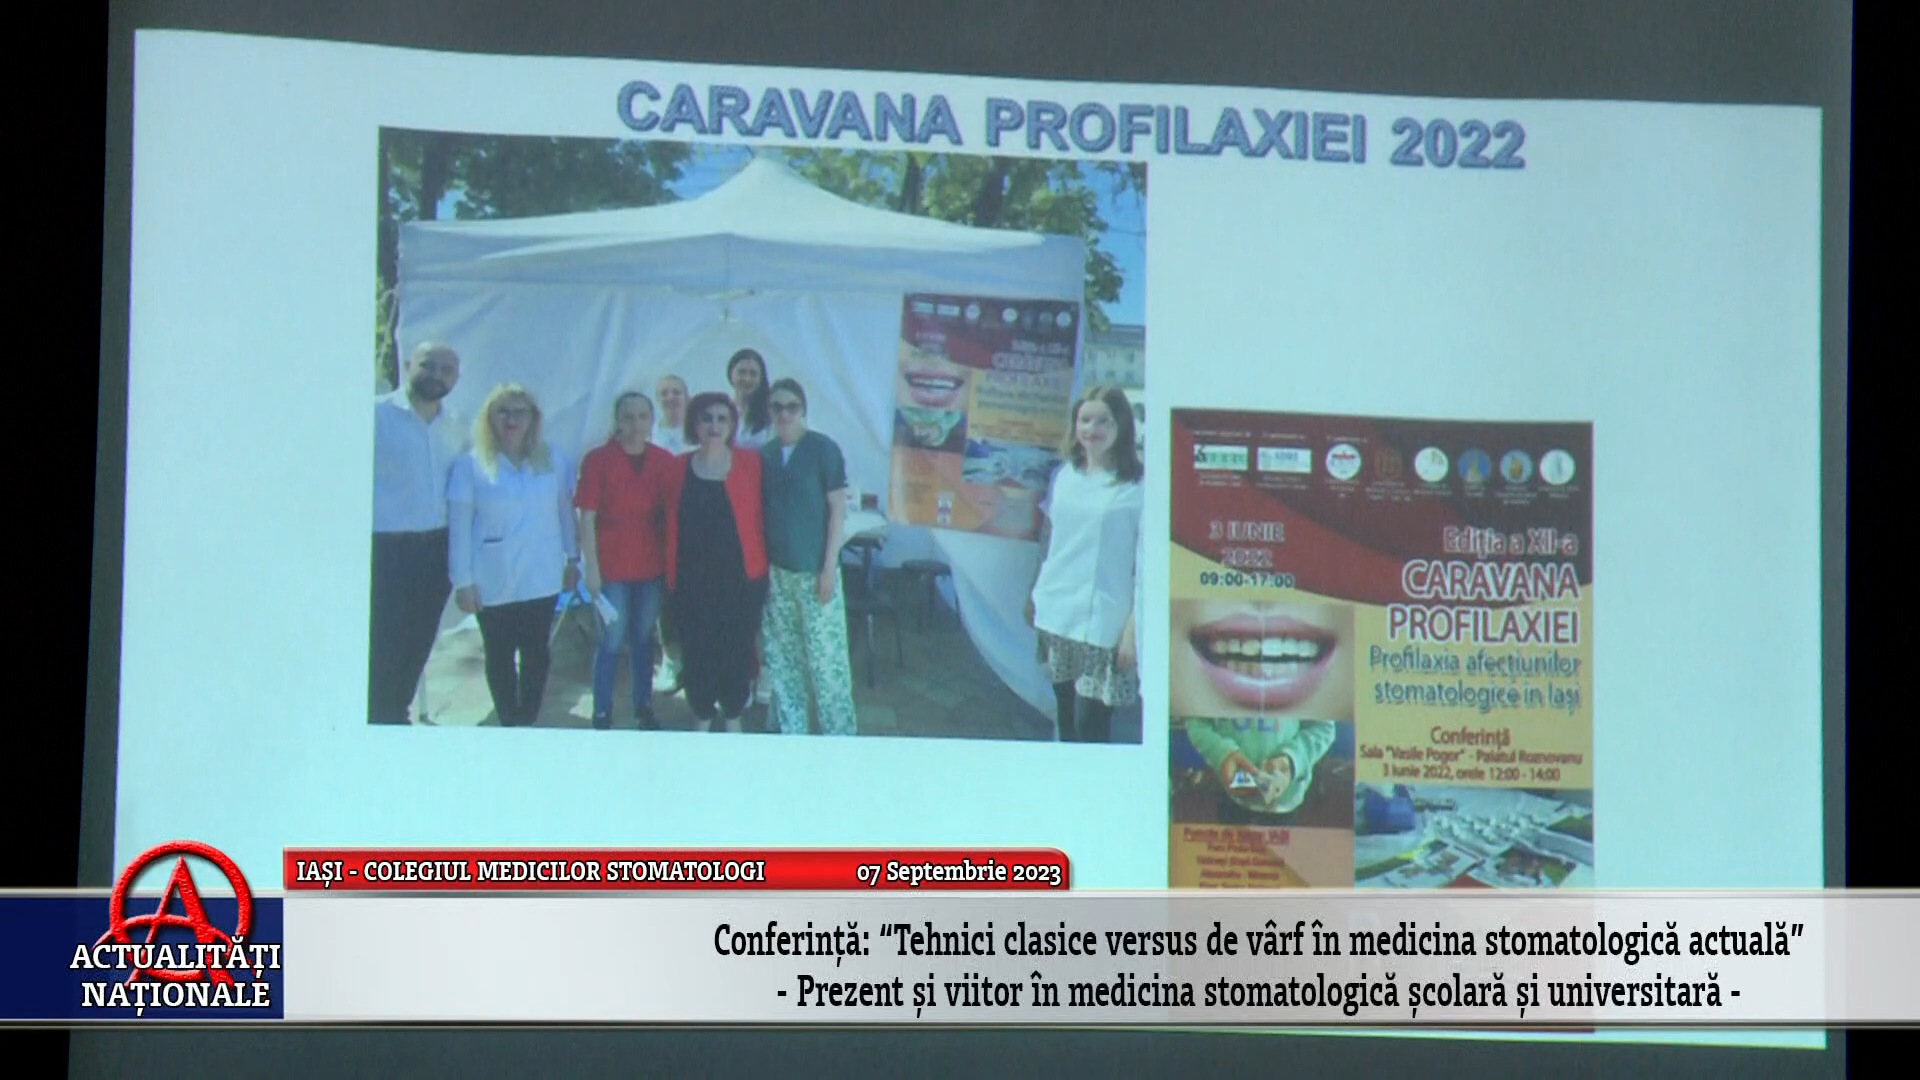 CARAVANA PROFILAXIEI 2022
3 IUNIE
2022
09:00-17:00
Ediția a XII-a
CARAVANA
PROFILAXIEI
Profilaxia afecțiunilor
stomatologice in Iași
Conferință
Sala "Vasile Pogor" - Palatul Roznovanu
3 Iunie 2022, orele 12:00 - 14:00
IAȘI - COLEGIUL MEDICILOR STOMATOLOGI
07 Septembrie 2023
ACTUALITĂȚI
NAȚIONALE
Conferință: “Tehnici clasice versus de vârf în medicina stomatologică actuală”
- Prezent și viitor în medicina stomatologică școlară și universitară -